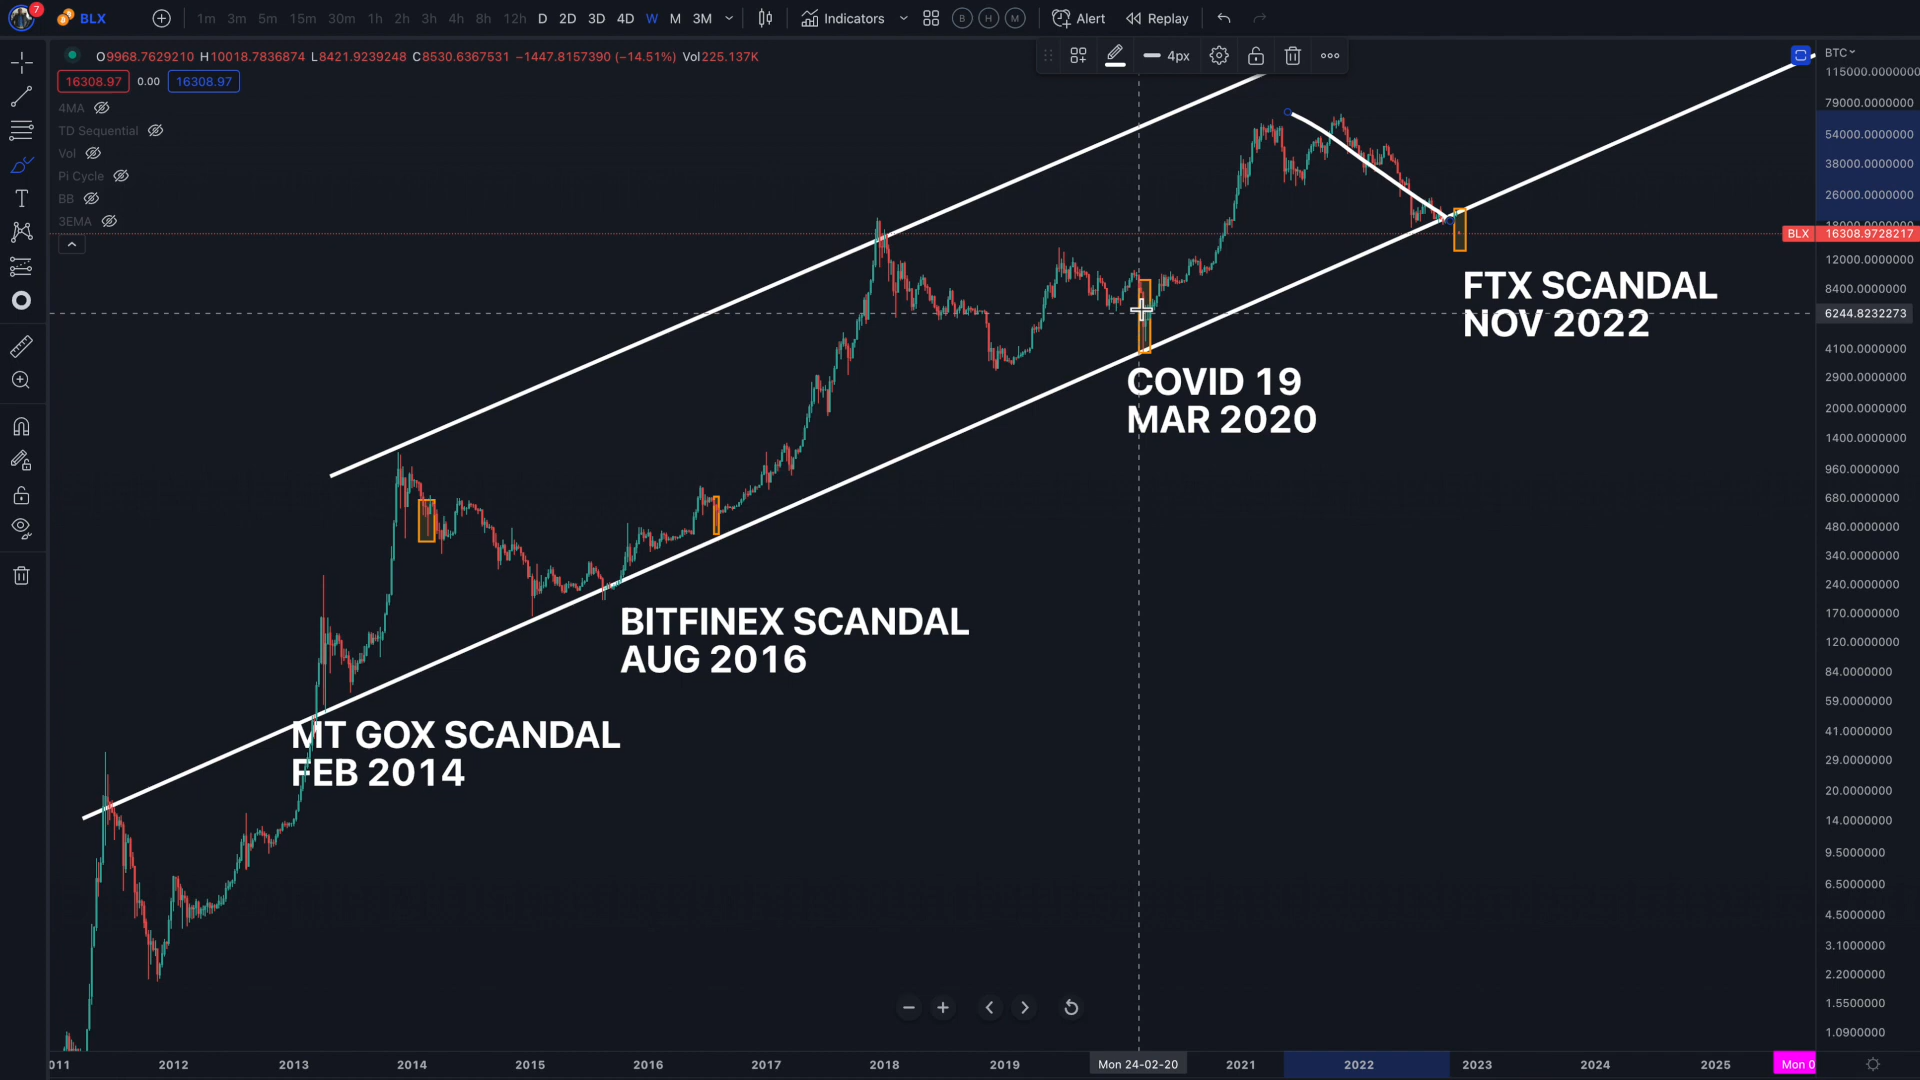 7 BLX 1m 3m 5m 15m 30m 1h 2h 3h 4h 8h 12h D 2D 3D 4D W M 3M Indicators B H M Alert Replay
O9968.7629210 H10018.7836874 L8421.9239248 C8530.6367531 −1447.8157390 (−14.51%) Vol225.137K
4px
BTC
16308.97 0.00 16308.97
4MA
TD Sequential
Vol
Pi Cycle
BB
3EMA
115000.0000000
79000.0000000
54000.0000000
38000.0000000
26000.0000000
18000.0000000
BLX 16308.9728217
12000.0000000
8400.0000000
6244.8232273
4100.0000000
2900.0000000
2000.0000000
1400.0000000
960.0000000
680.0000000
480.0000000
340.0000000
240.0000000
170.0000000
120.0000000
84.0000000
59.0000000
41.0000000
29.0000000
20.0000000
14.0000000
9.5000000
6.5000000
4.5000000
3.1000000
2.2000000
1.5500000
1.0900000
FTX SCANDAL
NOV 2022
COVID 19
MAR 2020
BITFINEX SCANDAL
AUG 2016
MT GOX SCANDAL
FEB 2014
011 2012 2013 2014 2015 2016 2017 2018 2019 Mon 24-02-20 2021 2022 2023 2024 2025 Mon 0